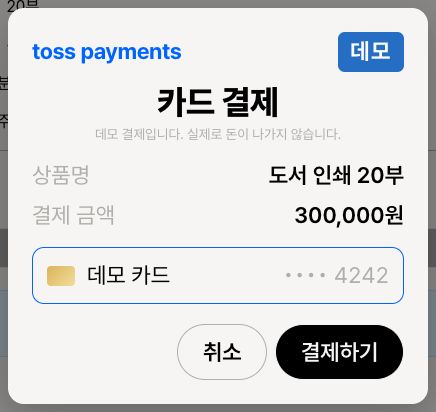 20부
toss payments
데모
카드 결제
데모 결제입니다. 실제로 돈이 나가지 않습니다.
상품명
도서 인쇄 20부
결제 금액
300,000원
데모 카드
•••• 4242
취소
결제하기